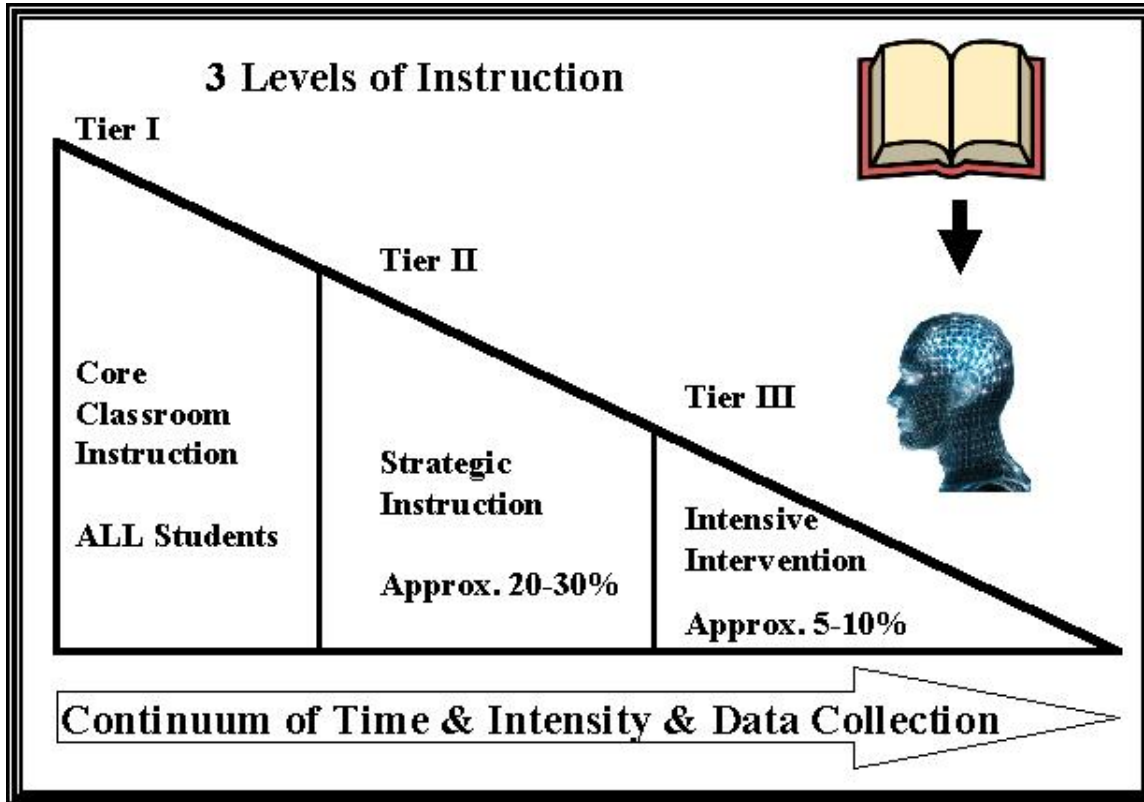 3 Levels of Instruction
Tier I
Core
Classroom
Instruction
ALL Students
Tier II
Strategic
Instruction
Approx. 20-30%
Tier III
Intensive
Intervention
Approx. 5-10%
Continuum of Time & Intensity & Data Collection